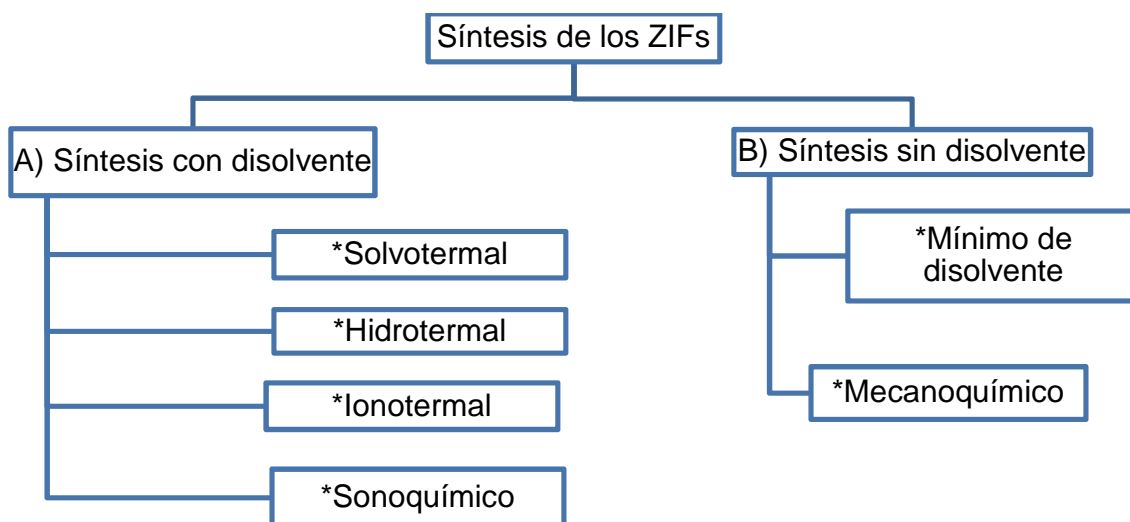 Síntesis de los ZIFs
A) Síntesis con disolvente
*Solvotermal
*Hidrotermal
*Ionotermal
*Sonoquímico
B) Síntesis sin disolvente
*Mínimo de
disolvente
*Mecanoquímico